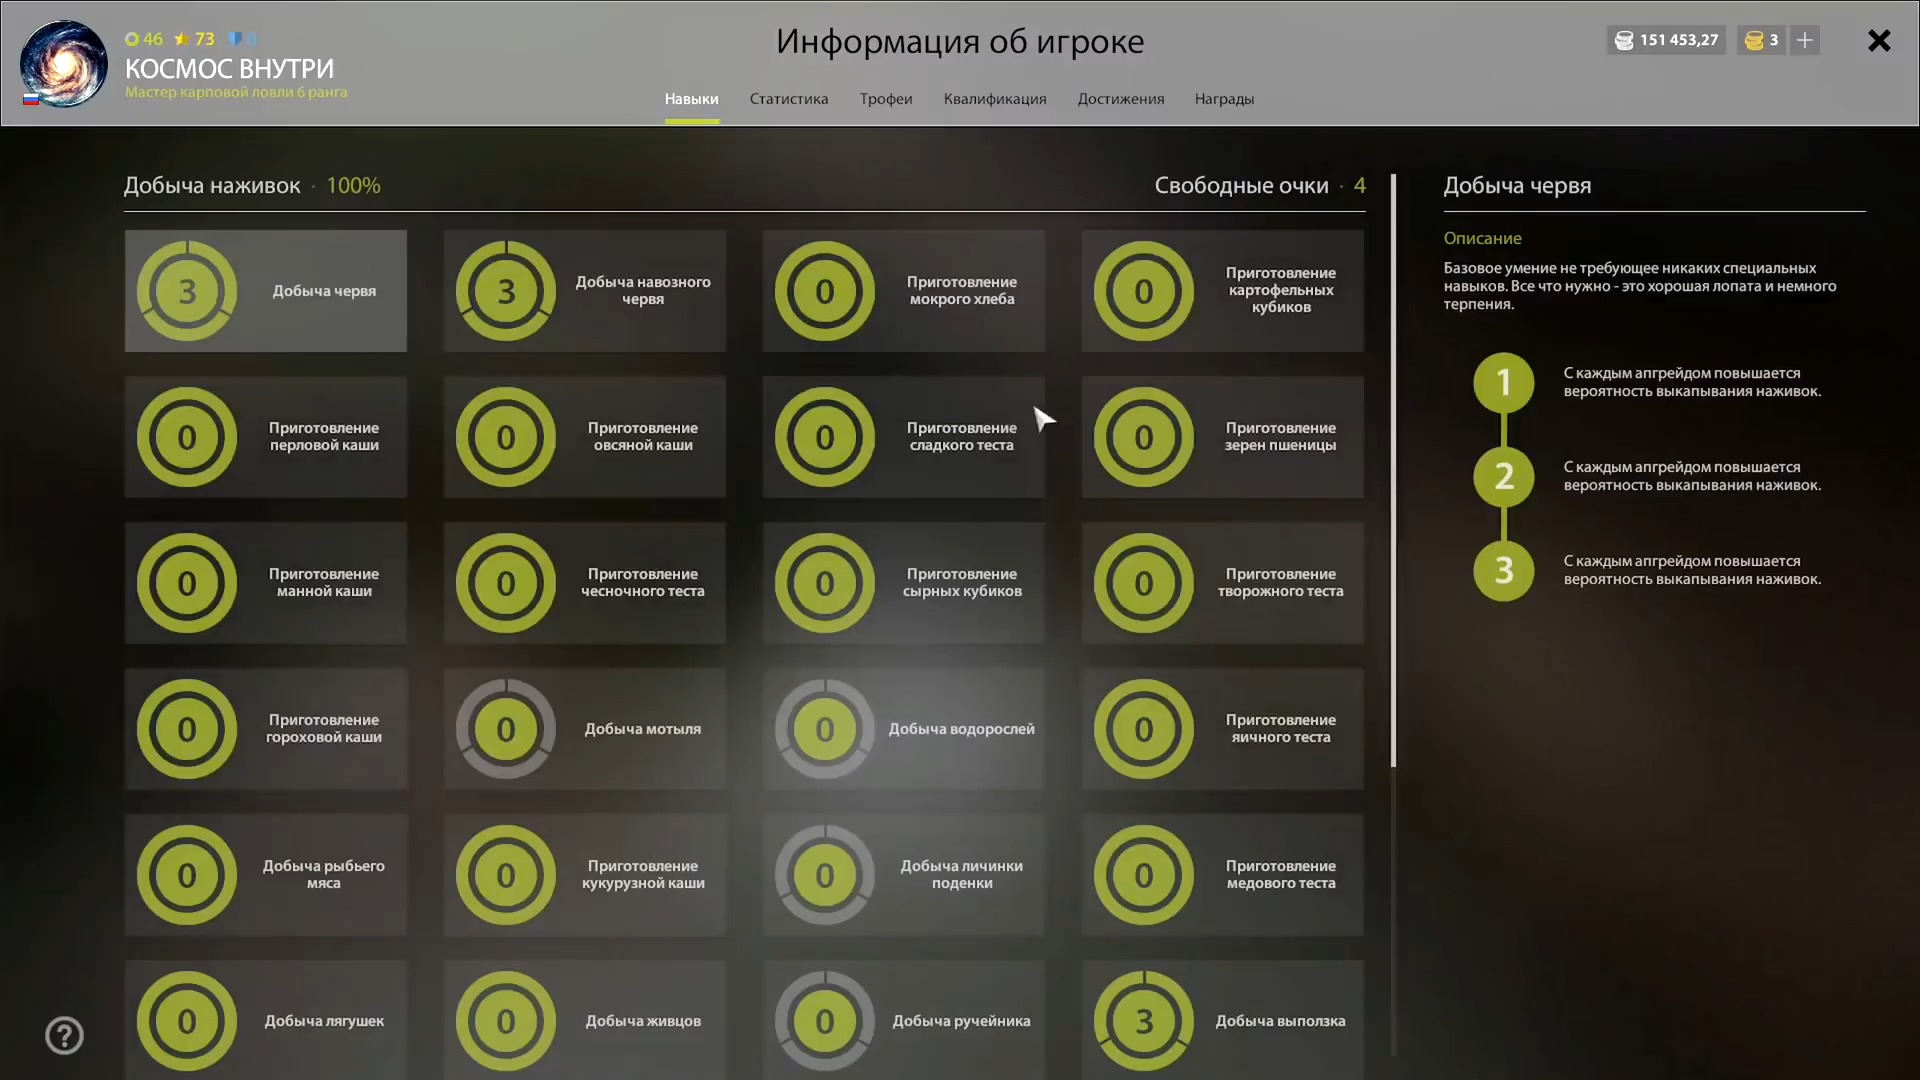 46 73 0
КОСМОС ВНУТРИ
Мастер карповой ловли 6 ранга
Информация об игроке
151 453,27
3
Навыки
Статистика
Трофеи
Квалификация
Достижения
Награды
Добыча наживок · 100%
Свободные очки · 4
3
Добыча червя
3
Добыча навозного
червя
0
Приготовление
мокрого хлеба
0
Приготовление
картофельных
кубиков
0
Приготовление
перловой каши
0
Приготовление
овсяной каши
0
Приготовление
сладкого теста
0
Приготовление
зерен пшеницы
0
Приготовление
манной каши
0
Приготовление
чесночного теста
0
Приготовление
сырных кубиков
0
Приготовление
творожного теста
0
Приготовление
гороховой каши
0
Добыча мотыля
0
Добыча водорослей
0
Приготовление
яичного теста
0
Добыча рыбьего
мяса
0
Приготовление
кукурузной каши
0
Добыча личинки
поденки
0
Приготовление
медового теста
0
Добыча лягушек
0
Добыча живцов
0
Добыча ручейника
3
Добыча выползка
Добыча червя
Описание
Базовое умение не требующее никаких специальных
навыков. Все что нужно - это хорошая лопата и немного
терпения.
1
С каждым апгрейдом повышается
вероятность выкапывания наживок.
2
С каждым апгрейдом повышается
вероятность выкапывания наживок.
3
С каждым апгрейдом повышается
вероятность выкапывания наживок.
?